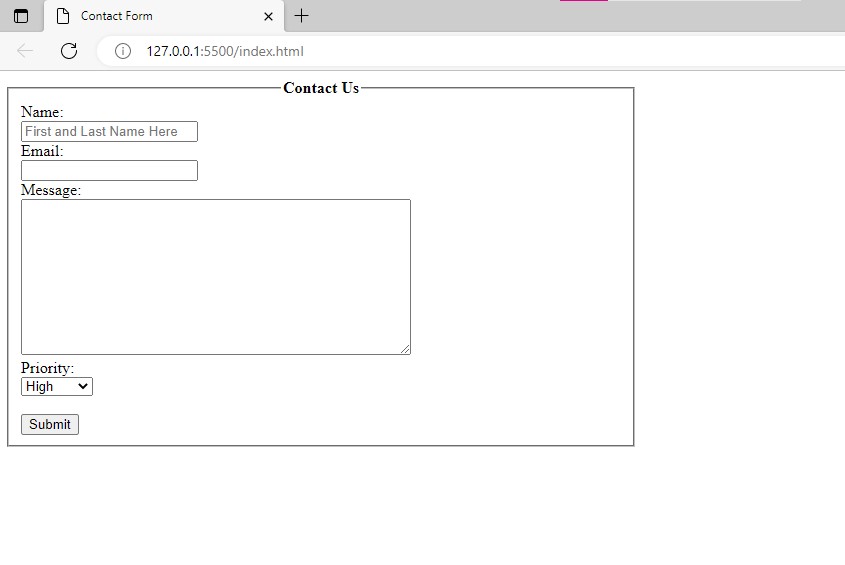 Contact Form
127.0.0.1:5500/index.html
Contact Us
Name:
First and Last Name Here
Email:
Message:
Priority:
High
Submit